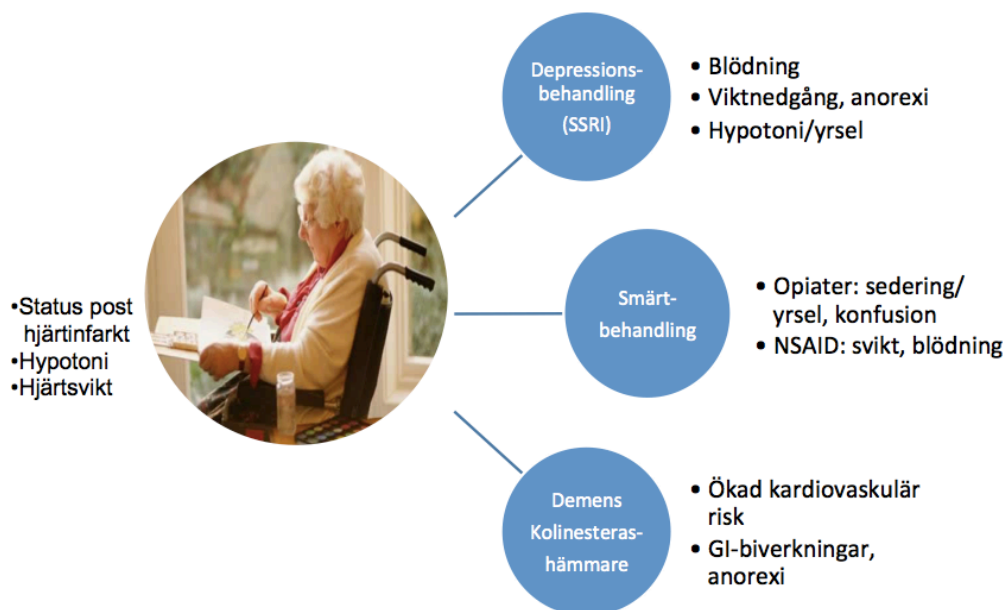 •Status post
hjärtinfarkt
•Hypotoni
•Hjärtsvikt
Depressions-
behandling
(SSRI)
• Blödning
• Viktnedgång, anorexi
• Hypotoni/yrsel
Smärt-
behandling
• Opiater: sedering/
yrsel, konfusion
• NSAID: svikt, blödning
Demens
Kolinesteras-
hämmare
• Ökad kardiovaskulär
risk
• GI-biverkningar,
anorexi